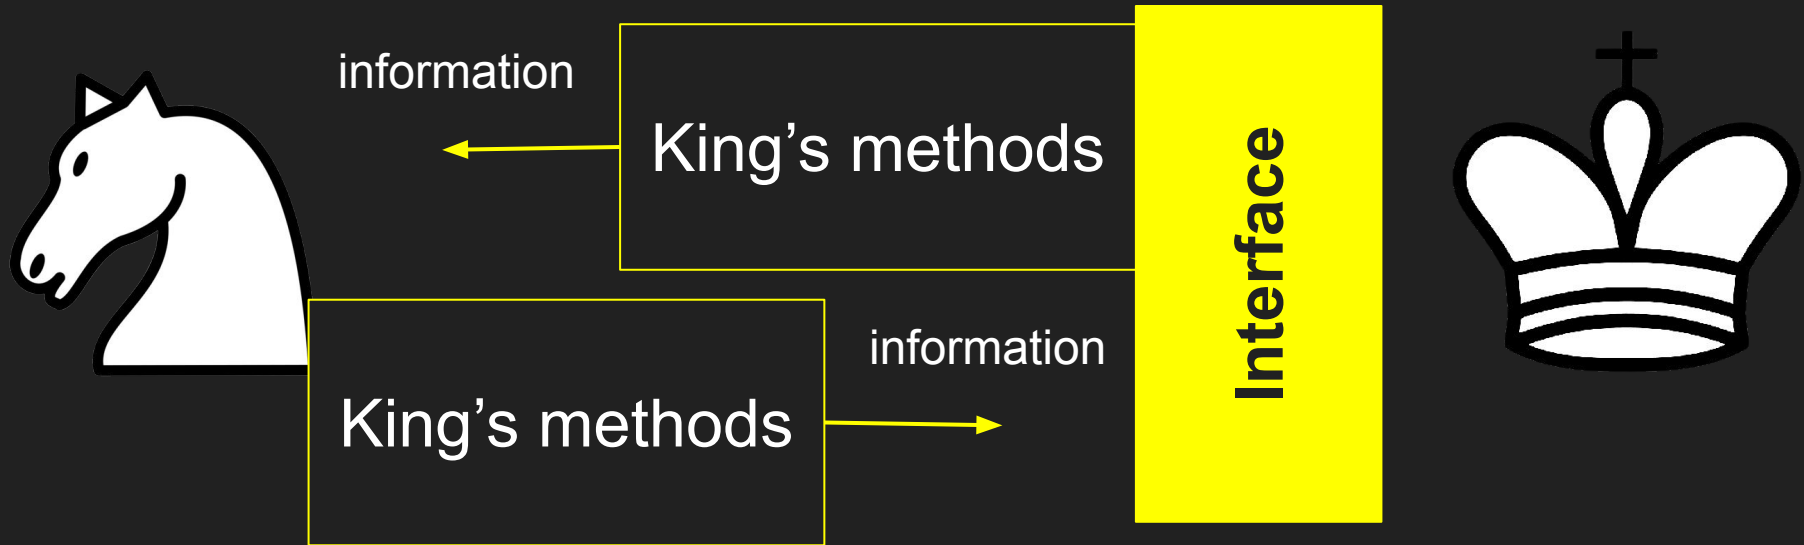 information
King’s methods
Interface
information
King’s methods